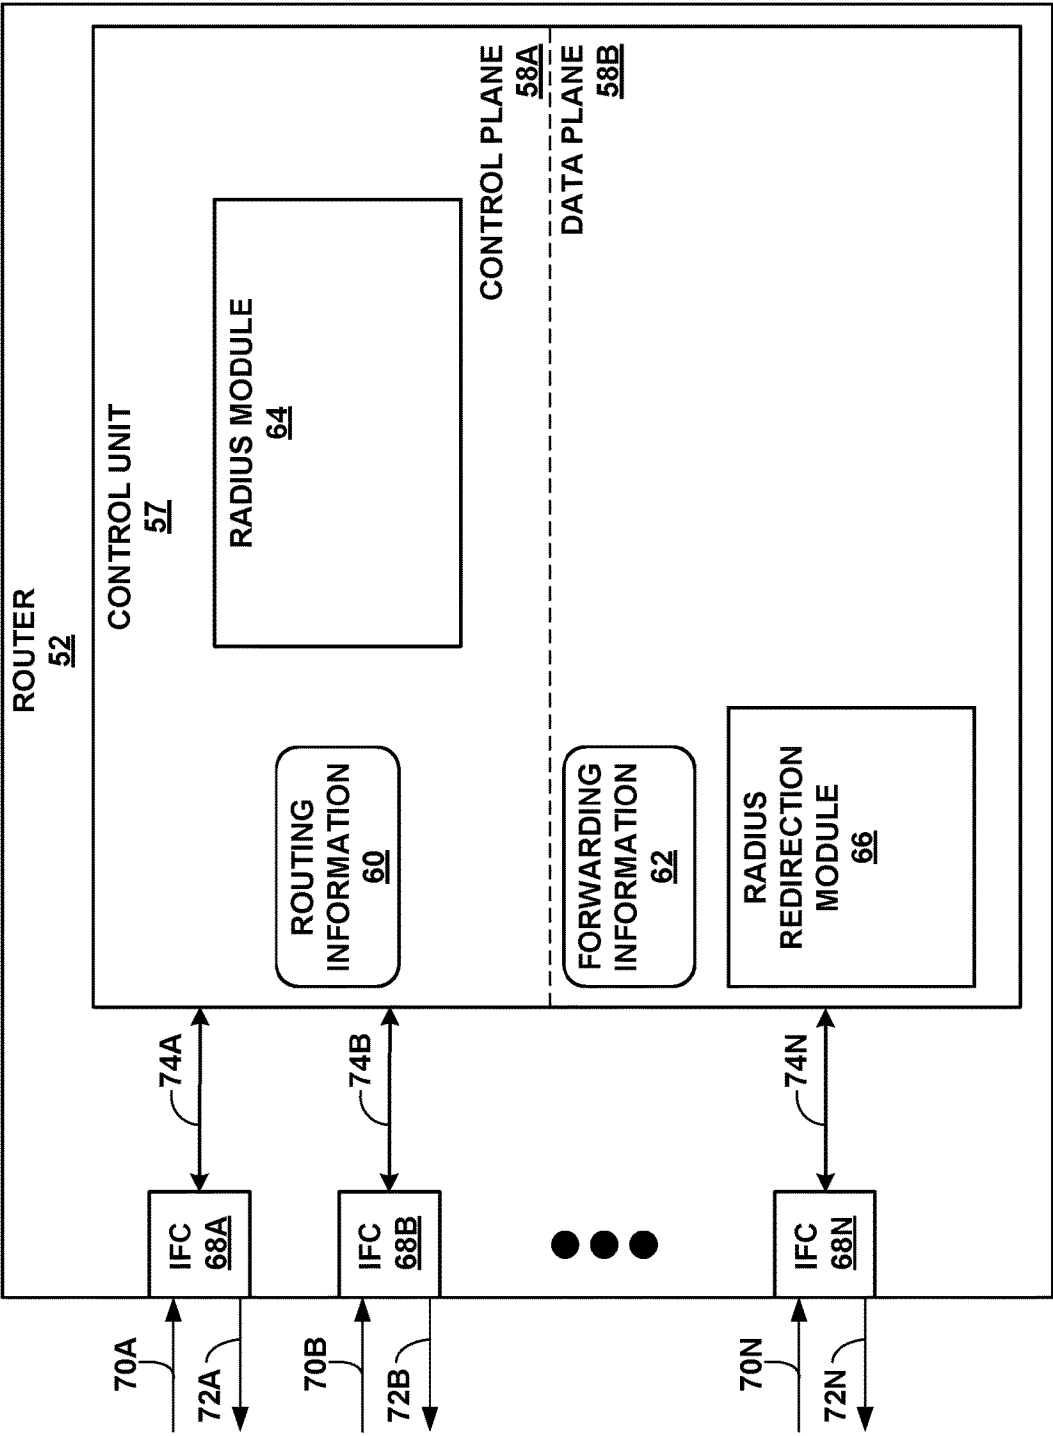 ROUTER
52
CONTROL UNIT
57
RADIUS MODULE
64
CONTROL PLANE
58A
DATA PLANE
58B
ROUTING
INFORMATION
60
FORWARDING
INFORMATION
62
RADIUS
REDIRECTION
MODULE
66
74A
74B
74N
IFC
68A
IFC
68B
IFC
68N
70A
72A
70B
72B
70N
72N